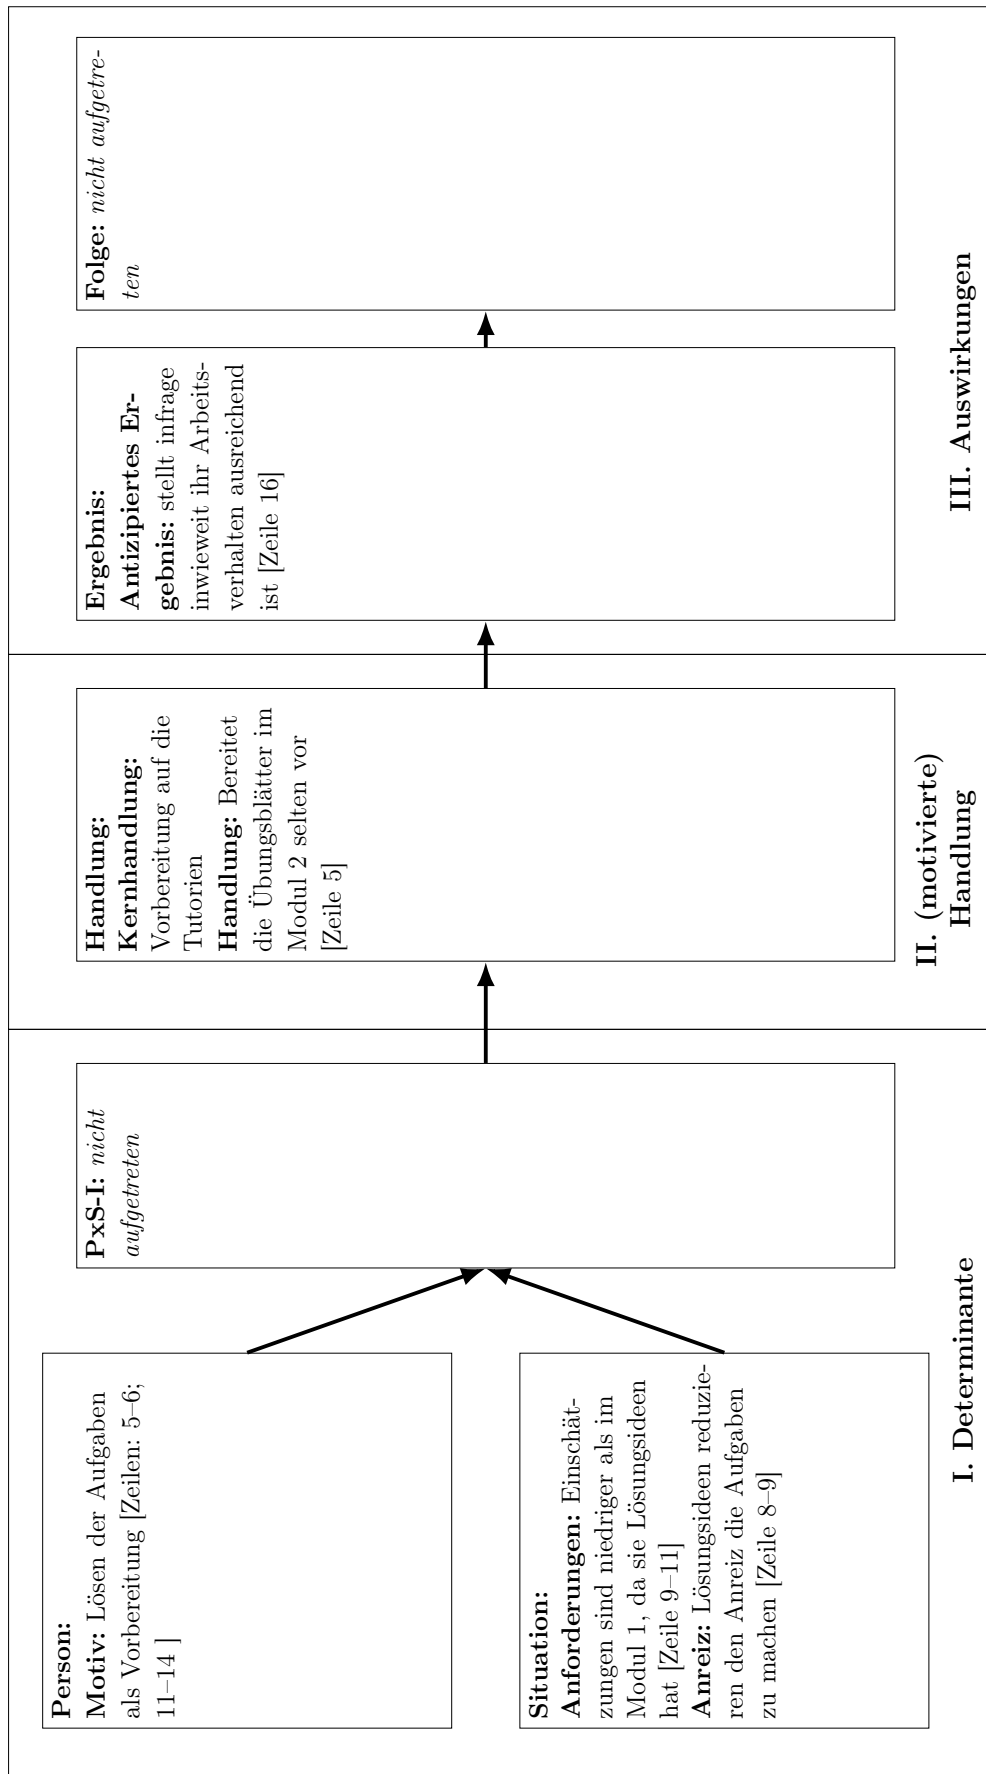 Person:
Motiv: Lösen der Aufgaben
als Vorbereitung [Zeilen: 5–6;
11–14 ]
Situation:
Anforderungen: Einschät-
zungen sind niedriger als im
Modul 1, da sie Lösungsideen
hat [Zeile 9–11]
Anreiz: Lösungsideen reduzie-
ren den Anreiz die Aufgaben
zu machen [Zeile 8–9]
PxS-I: nicht
aufgetreten
I. Determinante
Handlung:
Kernhandlung:
Vorbereitung auf die
Tutorien
Handlung: Bereitet
die Übungsblätter im
Modul 2 selten vor
[Zeile 5]
II. (motivierte)
Handlung
Ergebnis:
Antizipiertes Er-
gebnis: stellt infrage
inwieweit ihr Arbeits-
verhalten ausreichend
ist [Zeile 16]
Folge: nicht aufgetre-
ten
III. Auswirkungen